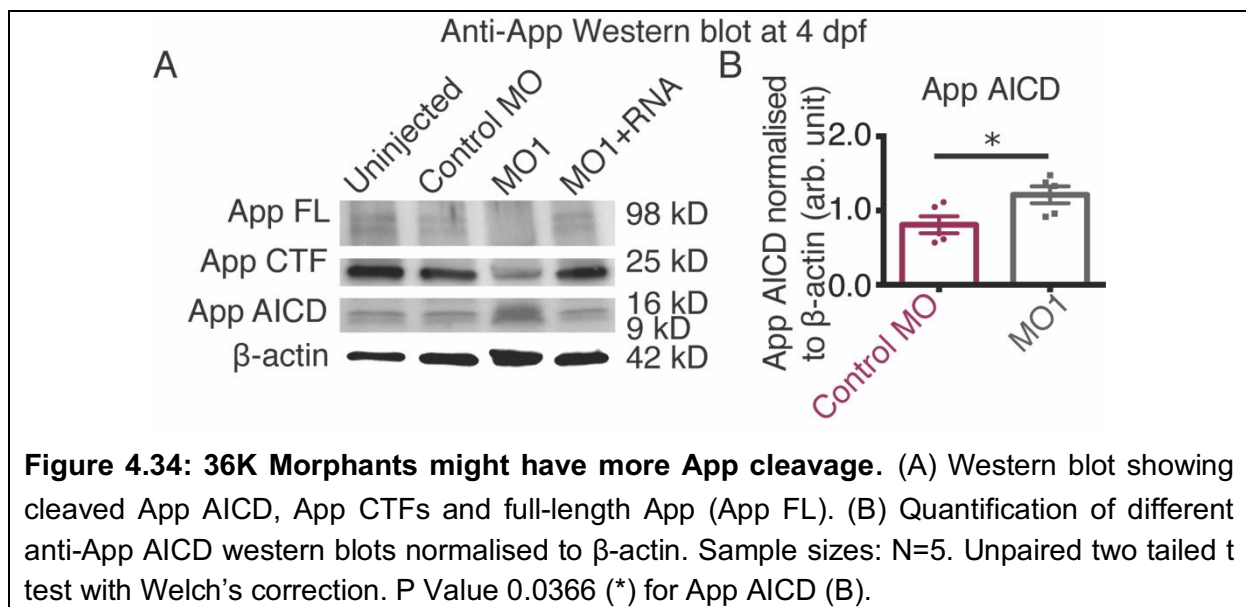 Anti-App Western blot at 4 dpf
A
Uninjected
Control MO
MO1
MO1+RNA
App FL
98 kD
App CTF
25 kD
App AICD
16 kD
9 kD
β-actin
42 kD
B
App AICD
App AICD normalised
to β-actin (arb. unit)
2.0
1.0
0.0
*
Control MO
MO1
Figure 4.34: 36K Morphants might have more App cleavage. (A) Western blot showing
cleaved App AICD, App CTFs and full-length App (App FL). (B) Quantification of different
anti-App AICD western blots normalised to β-actin. Sample sizes: N=5. Unpaired two tailed t
test with Welch’s correction. P Value 0.0366 (*) for App AICD (B).